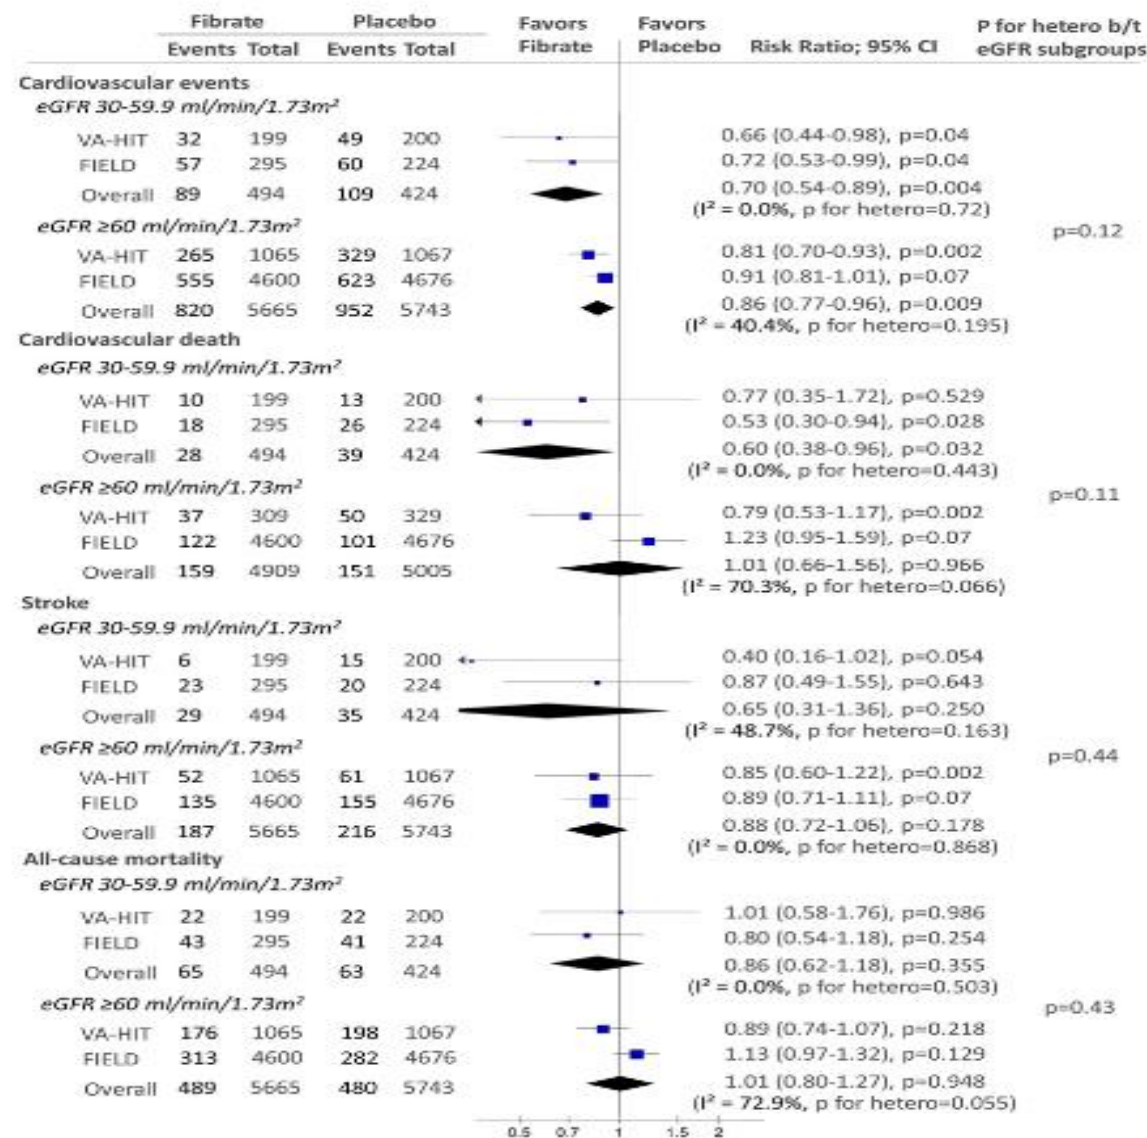 Fibrate Placebo Favors Favors P for hetero b/t
Events Total Events Total Fibrate Placebo Risk Ratio; 95% CI eGFR subgroups
Cardiovascular events
eGFR 30-59.9 ml/min/1.73m²
VA-HIT 32 199 49 200 0.66 (0.44-0.98), p=0.04
FIELD 57 295 60 224 0.72 (0.53-0.99), p=0.04
Overall 89 494 109 424 0.70 (0.54-0.89), p=0.004
(I² = 0.0%, p for hetero=0.72)
eGFR ≥60 ml/min/1.73m²
p=0.12
VA-HIT 265 1065 329 1067 0.81 (0.70-0.93), p=0.002
FIELD 555 4600 623 4676 0.91 (0.81-1.01), p=0.07
Overall 820 5665 952 5743 0.86 (0.77-0.96), p=0.009
(I² = 40.4%, p for hetero=0.195)
Cardiovascular death
eGFR 30-59.9 ml/min/1.73m²
VA-HIT 10 199 13 200 0.77 (0.35-1.72), p=0.529
FIELD 18 295 26 224 0.53 (0.30-0.94), p=0.028
Overall 28 494 39 424 0.60 (0.38-0.96), p=0.032
(I² = 0.0%, p for hetero=0.443)
eGFR ≥60 ml/min/1.73m²
p=0.11
VA-HIT 37 309 50 329 0.79 (0.53-1.17), p=0.002
FIELD 122 4600 101 4676 1.23 (0.95-1.59), p=0.07
Overall 159 4909 151 5005 1.01 (0.66-1.56), p=0.966
(I² = 70.3%, p for hetero=0.066)
Stroke
eGFR 30-59.9 ml/min/1.73m²
VA-HIT 6 199 15 200 0.40 (0.16-1.02), p=0.054
FIELD 23 295 20 224 0.87 (0.49-1.55), p=0.643
Overall 29 494 35 424 0.65 (0.31-1.36), p=0.250
(I² = 48.7%, p for hetero=0.163)
eGFR ≥60 ml/min/1.73m²
p=0.44
VA-HIT 52 1065 61 1067 0.85 (0.60-1.22), p=0.002
FIELD 135 4600 155 4676 0.89 (0.71-1.11), p=0.07
Overall 187 5665 216 5743 0.88 (0.72-1.06), p=0.178
(I² = 0.0%, p for hetero=0.868)
All-cause mortality
eGFR 30-59.9 ml/min/1.73m²
VA-HIT 22 199 22 200 1.01 (0.58-1.76), p=0.986
FIELD 43 295 41 224 0.80 (0.54-1.18), p=0.254
Overall 65 494 63 424 0.86 (0.62-1.18), p=0.355
(I² = 0.0%, p for hetero=0.503)
eGFR ≥60 ml/min/1.73m²
p=0.43
VA-HIT 176 1065 198 1067 0.89 (0.74-1.07), p=0.218
FIELD 313 4600 282 4676 1.13 (0.97-1.32), p=0.129
Overall 489 5665 480 5743 1.01 (0.80-1.27), p=0.948
(I² = 72.9%, p for hetero=0.055)
0.5 0.7 1 1.5 2